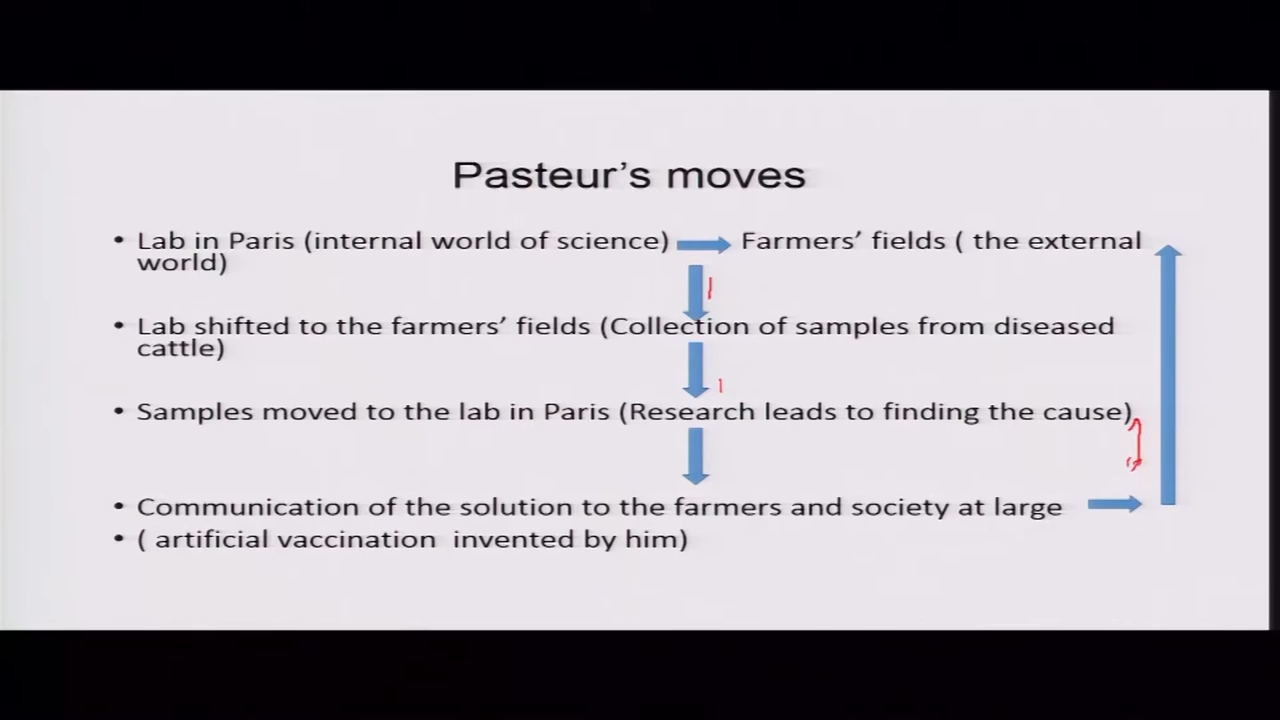 Pasteur's moves
• Lab in Paris (internal world of science) Farmers' fields ( the external
world)
• Lab shifted to the farmers' fields (Collection of samples from diseased
cattle)
• Samples moved to the lab in Paris (Research leads to finding the cause)
• Communication of the solution to the farmers and society at large
• ( artificial vaccination invented by him)